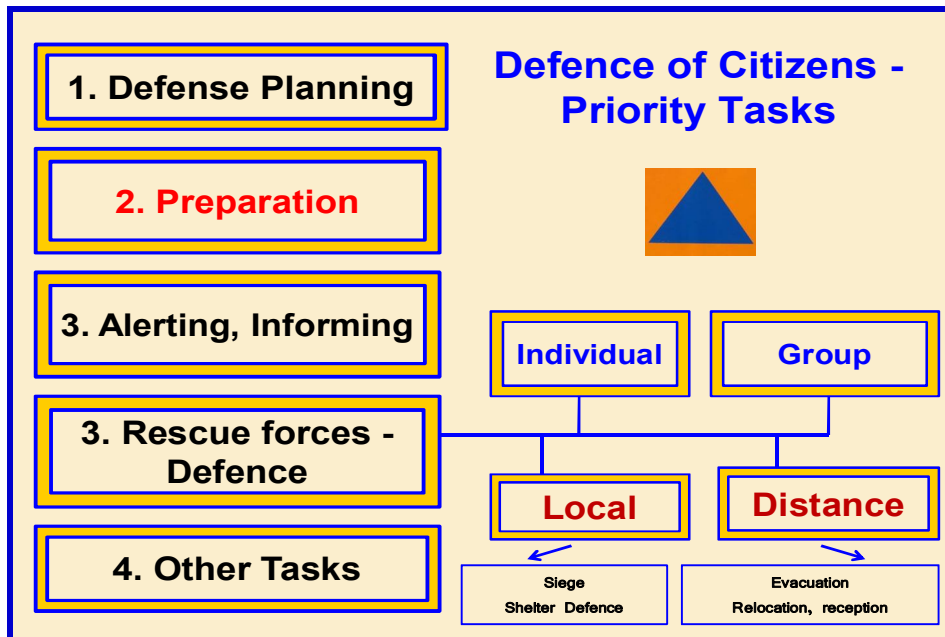 Defence of Citizens -
Priority Tasks
1. Defense Planning
2. Preparation
3. Alerting, Informing
3. Rescue forces -
Defence
4. Other Tasks
Individual
Group
Local
Distance
Siege
Shelter Defence
Evacuation
Relocation, reception